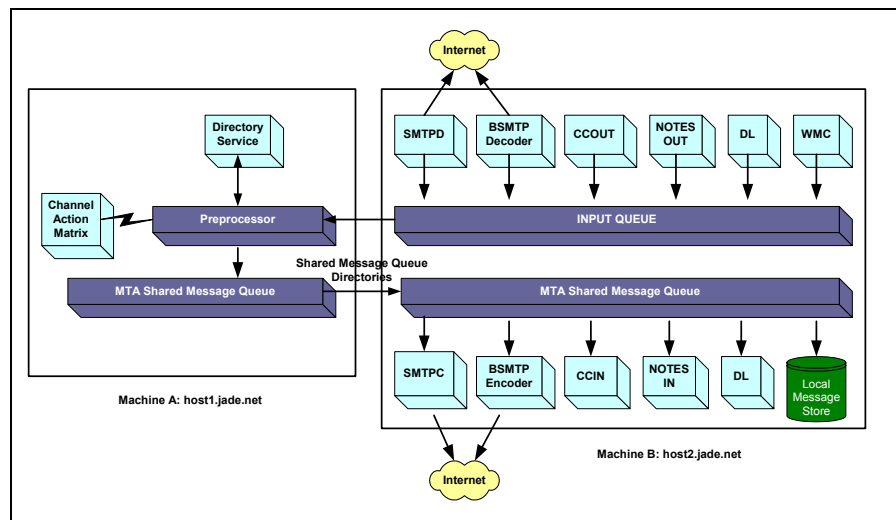 Internet
Directory
Service
SMTPD
BSMTP
Decoder
CCOUT
NOTES
OUT
DL
WMC
Channel
Action
Matrix
Preprocessor
INPUT QUEUE
Shared Message Queue
Directories
MTA Shared Message Queue
MTA Shared Message Queue
SMTPC
BSMTP
Encoder
CCIN
NOTES
IN
DL
Local
Message
Store
Machine A: host1.jade.net
Machine B: host2.jade.net
Internet